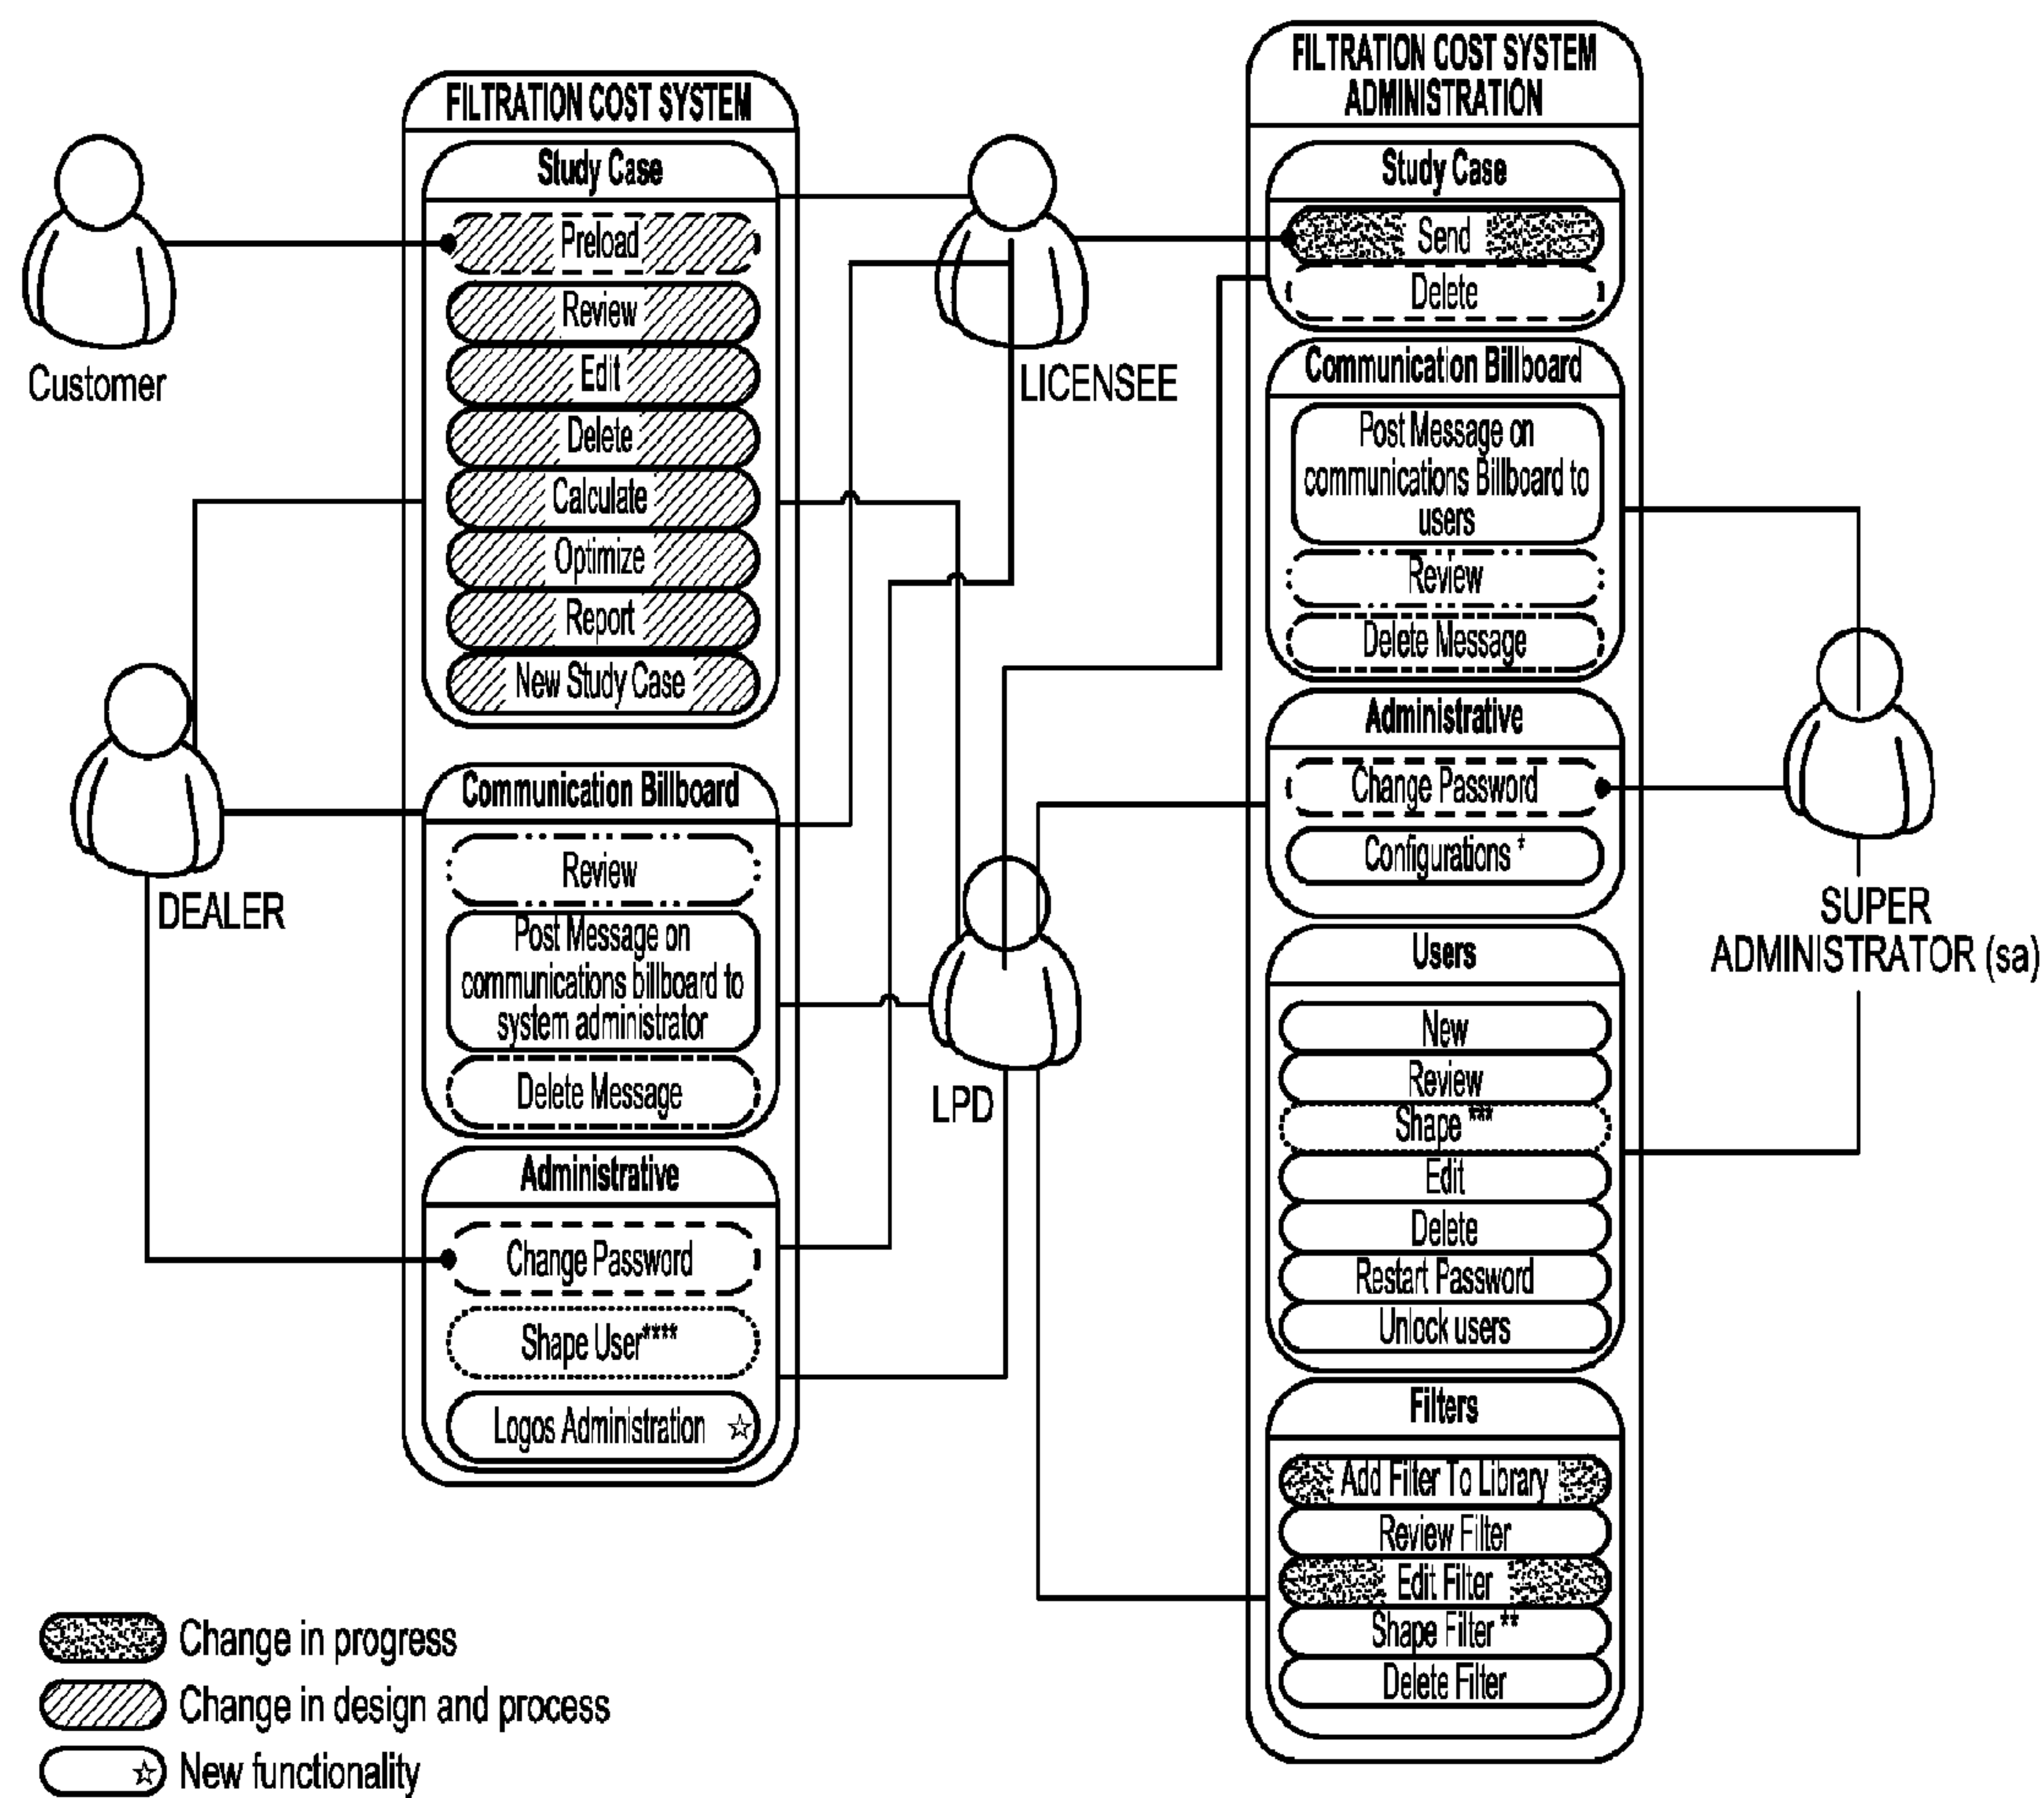 Customer
DEALER
FILTRATION COST SYSTEM
Study Case
Preload
Review
Edit
Delete
Calculate
Optimize
Report
New Study Case
Communication Billboard
Review
Post Message on
communications billboard to
system administrator
Delete Message
Administrative
Change Password
Shape User****
Logos Administration ☆
LICENSEE
LPD
FILTRATION COST SYSTEM
ADMINISTRATION
Study Case
Send
Delete
Communication Billboard
Post Message on
communications Billboard to
users
Review
Delete Message
Administrative
Change Password
Configurations *
Users
New
Review
Shape ***
Edit
Delete
Restart Password
Unlock users
Filters
Add Filter To Library
Review Filter
Edit Filter
Shape Filter **
Delete Filter
SUPER
ADMINISTRATOR (sa)
Change in progress
Change in design and process
☆ New functionality